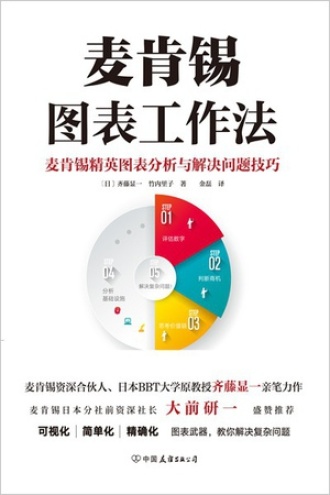 麦肯锡
图表工作法
麦肯锡精英图表分析与解决问题技巧
［日］齐藤显一 竹内里子 著 金磊 译
STEP 01
评估数字
STEP 02
判断商机
STEP 03
思考价值链
STEP 04
分析
基础设施
STEP 05
解决复杂问题!
麦肯锡资深合伙人、日本BBT大学原教授齐藤显一亲笔力作
麦肯锡日本分社前资深社长 大前研一 盛赞推荐
可视化 | 简单化 | 精确化 图表武器，教你解决复杂问题
中国友谊出版公司